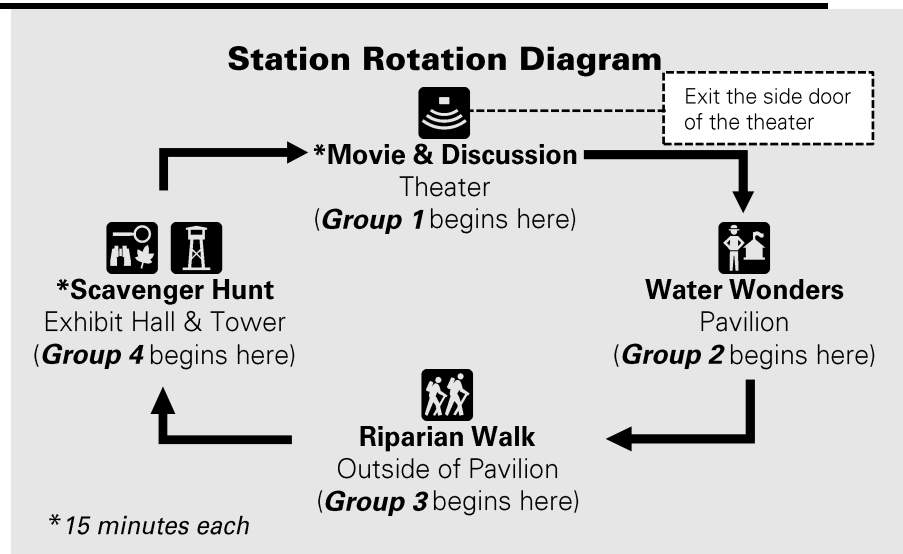 Station Rotation Diagram
Exit the side door
of the theater
*Movie & Discussion
Theater
(Group 1 begins here)
*Scavenger Hunt
Exhibit Hall & Tower
(Group 4 begins here)
Water Wonders
Pavilion
(Group 2 begins here)
Riparian Walk
Outside of Pavilion
(Group 3 begins here)
*15 minutes each